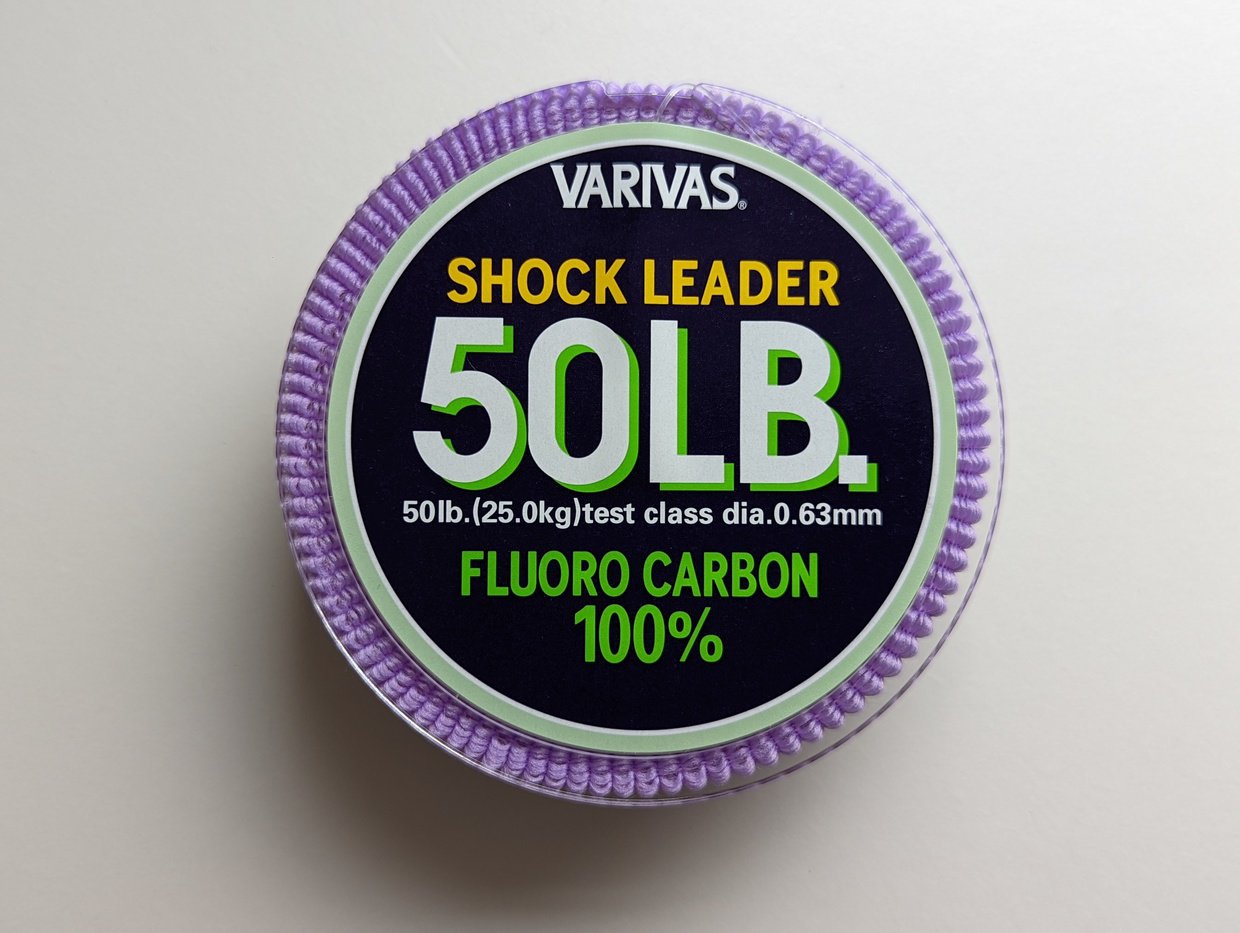 VARIVAS®
SHOCK LEADER
50LB.
50lb.(25.0kg)test class dia.0.63mm
FLUORO CARBON
100%